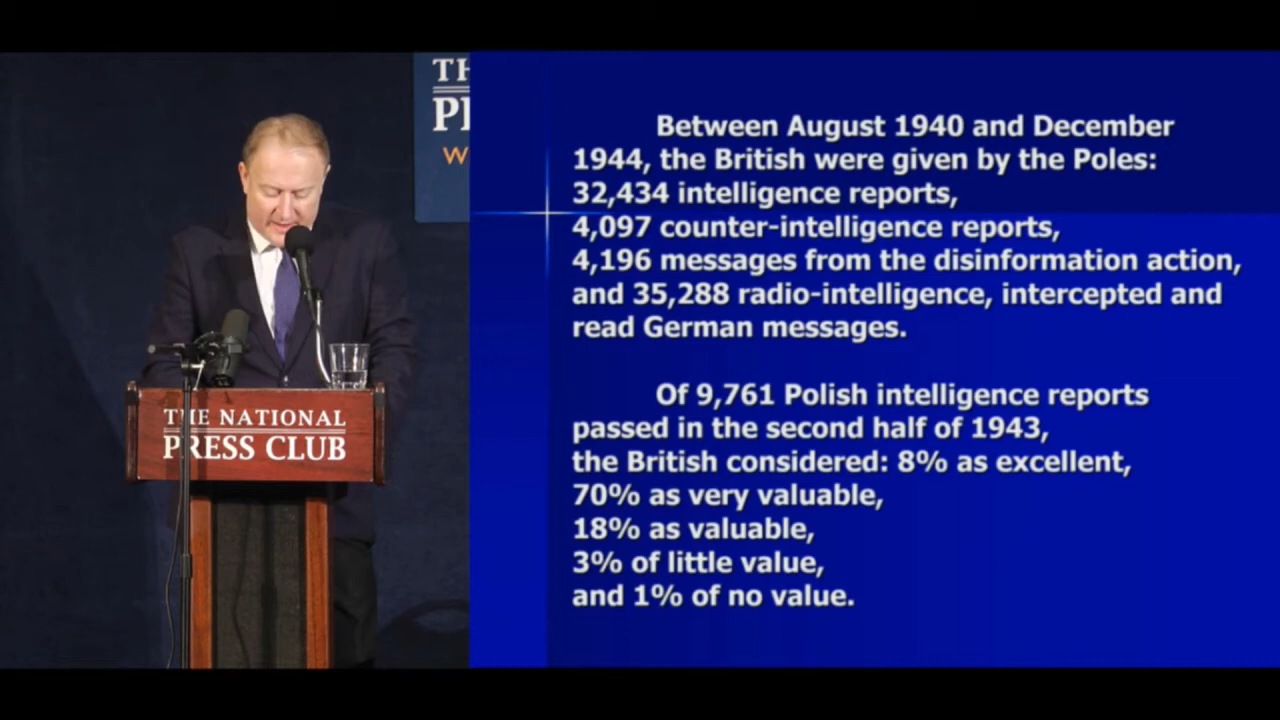 TH
PI
W
THE NATIONAL
PRESS CLUB
Between August 1940 and December
1944, the British were given by the Poles:
32,434 intelligence reports,
4,097 counter-intelligence reports,
4,196 messages from the disinformation action,
and 35,288 radio-intelligence, intercepted and
read German messages.
Of 9,761 Polish intelligence reports
passed in the second half of 1943,
the British considered: 8% as excellent,
70% as very valuable,
18% as valuable,
3% of little value,
and 1% of no value.